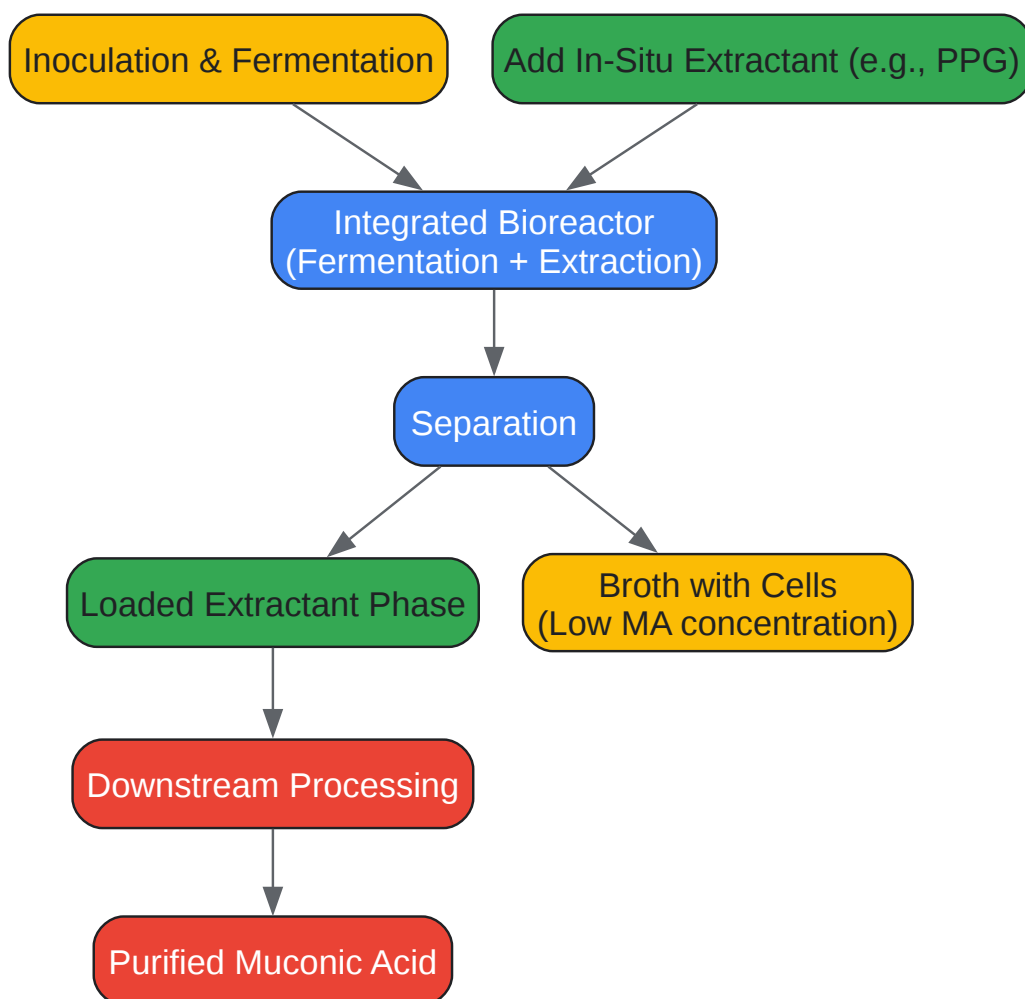 Inoculation & Fermentation
Add In-Situ Extractant (e.g., PPG)
Integrated Bioreactor
(Fermentation + Extraction)
Separation
Loaded Extractant Phase
Broth with Cells
(Low MA concentration)
Downstream Processing
Purified Muconic Acid